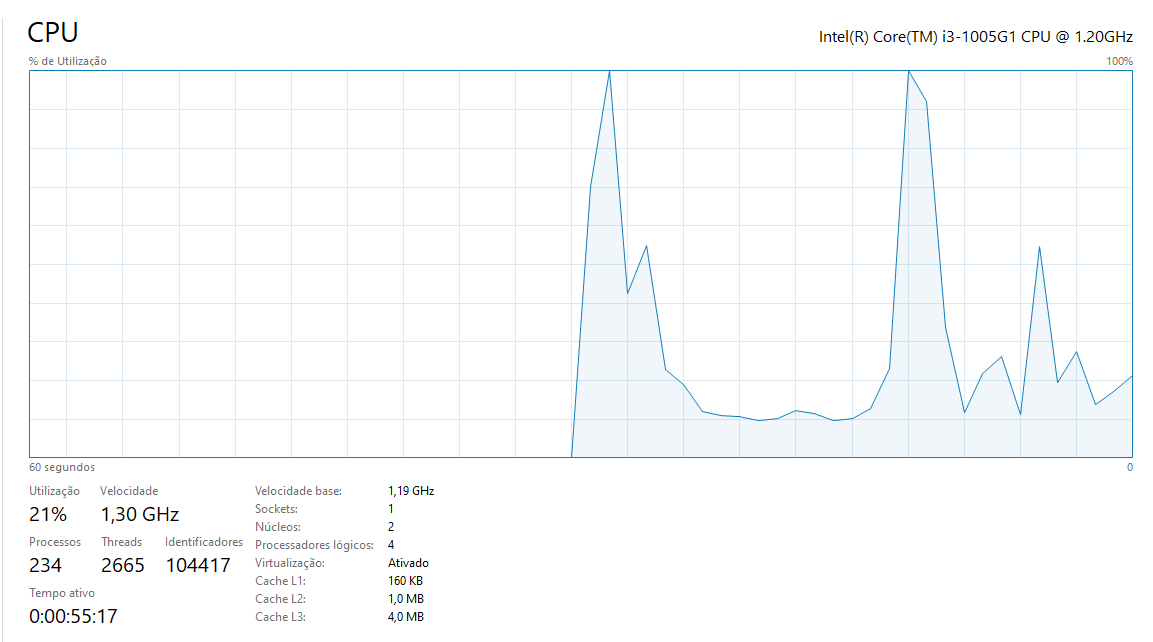 CPU
Intel(R) Core(TM) i3-1005G1 CPU @ 1.20GHz
% de Utilização
100%
60 segundos
0
Utilização
Velocidade
21%
1,30 GHz
Processos
Threads
Identificadores
234
2665
104417
Tempo ativo
0:00:55:17
Velocidade base: 1,19 GHz
Sockets: 1
Núcleos: 2
Processadores lógicos: 4
Virtualização: Ativado
Cache L1: 160 KB
Cache L2: 1,0 MB
Cache L3: 4,0 MB